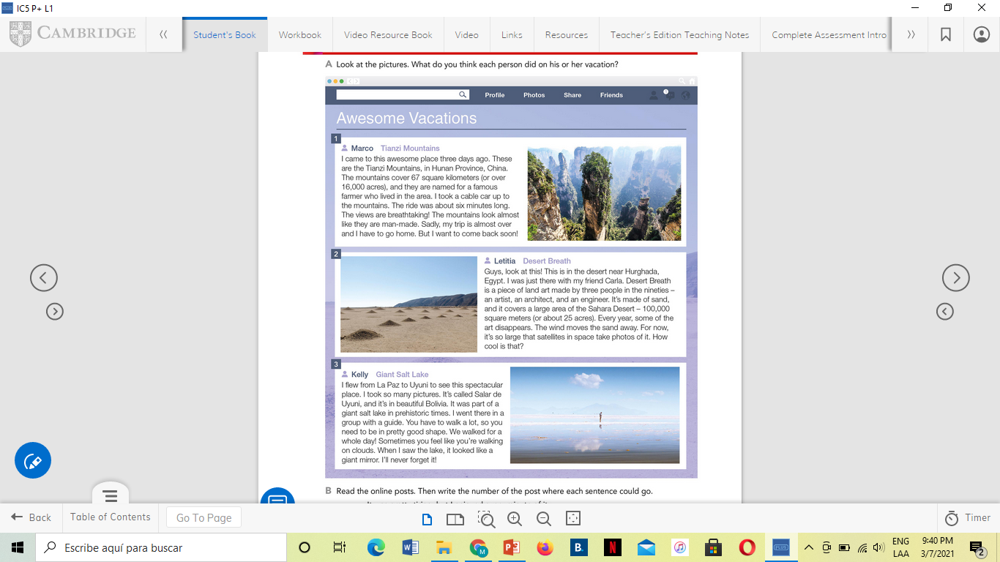 IC5 P+ L1
CAMBRIDGE
Student's Book
Workbook
Video Resource Book
Video
Links
Resources
Teacher's Edition Teaching Notes
Complete Assessment Intro
A Look at the pictures. What do you think each person did on his or her vacation?
Profile
Photos
Share
Friends
Awesome Vacations
1
Marco Tianzi Mountains
I came to this awesome place three days ago. These
are the Tianzi Mountains, in Hunan Province, China.
The mountains cover 67 square kilometers (or over
16,000 acres), and they are named for a famous
farmer who lived in the area. I took a cable car up to
the mountains. The ride was about six minutes long.
The views are breathtaking! The mountains look almost
like they are man-made. Sadly, my trip is almost over
and I have to go home. But I want to come back soon!
2
Letitia Desert Breath
Guys, look at this! This is in the desert near Hurghada,
Egypt. I was just there with my friend Carla. Desert Breath
is a piece of land art made by three people in the nineties –
an artist, an architect, and an engineer. It's made of sand,
and it covers a large area of the Sahara Desert – 100,000
square meters (or about 25 acres). Every year, some of the
art disappears. The wind moves the sand away. For now,
it's so large that satellites in space take photos of it. How
cool is that?
3
Kelly Giant Salt Lake
I flew from La Paz to Uyuni to see this spectacular
place. I took so many pictures. It's called Salar de
Uyuni, and it's in beautiful Bolivia. It was part of a
giant salt lake in prehistoric times. I went there in a
group with a guide. You have to walk a lot, so you
need to be in pretty good shape. We walked for a
whole day! Sometimes you feel like you're walking
on clouds. When I saw the lake, it looked like a
giant mirror. I'll never forget it!
B Read the online posts. Then write the number of the post where each sentence could go.
Back
Table of Contents
Go To Page
Timer
Escribe aquí para buscar
B.
N
PLUS
ENG
LAA
9:40 PM
3/7/2021
2